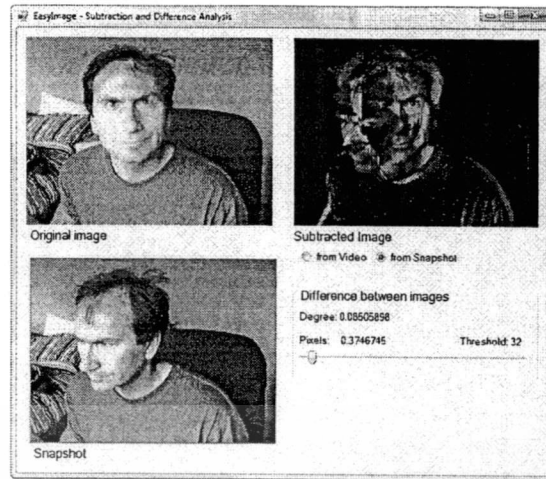 EasyImage - Subtraction and Difference Analysis
Original image
Subtracted Image
from Video from Snapshot
Difference between images
Degree: 0.08505898
Pixels: 0.3746745 Threshold: 32
Snapshot